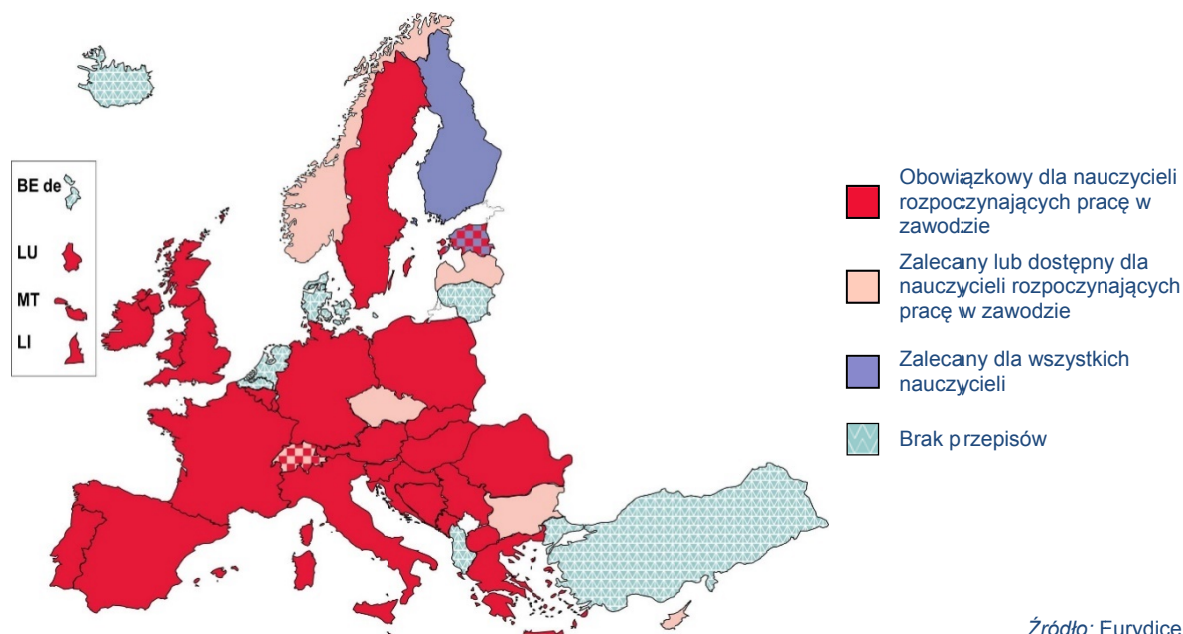 BE de
LU
MT
LI
Obowiązkowy dla nauczycieli
rozpoczynających pracę w
zawodzie
Zalecany lub dostępny dla
nauczycieli rozpoczynających
pracę w zawodzie
Zalecany dla wszystkich
nauczycieli
Brak przepisów
Źródło: Eurydice